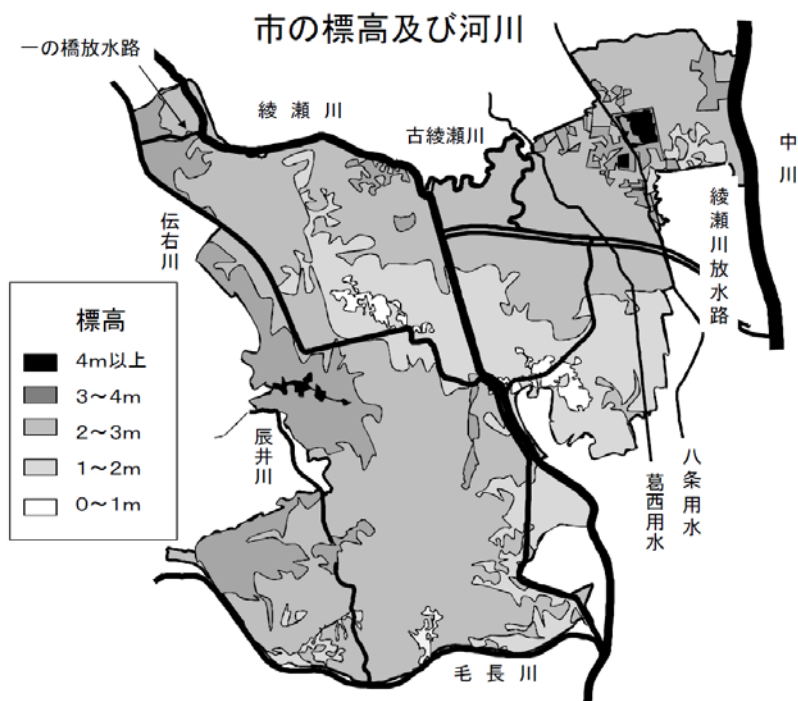 市の標高及び河川
一の橋放水路
綾瀬川
古綾瀬川
中川
伝右川
綾瀬川放水路
標高
4m以上
3～4m
2～3m
1～2m
0～1m
辰井川
八条用水
葛西用水
毛長川